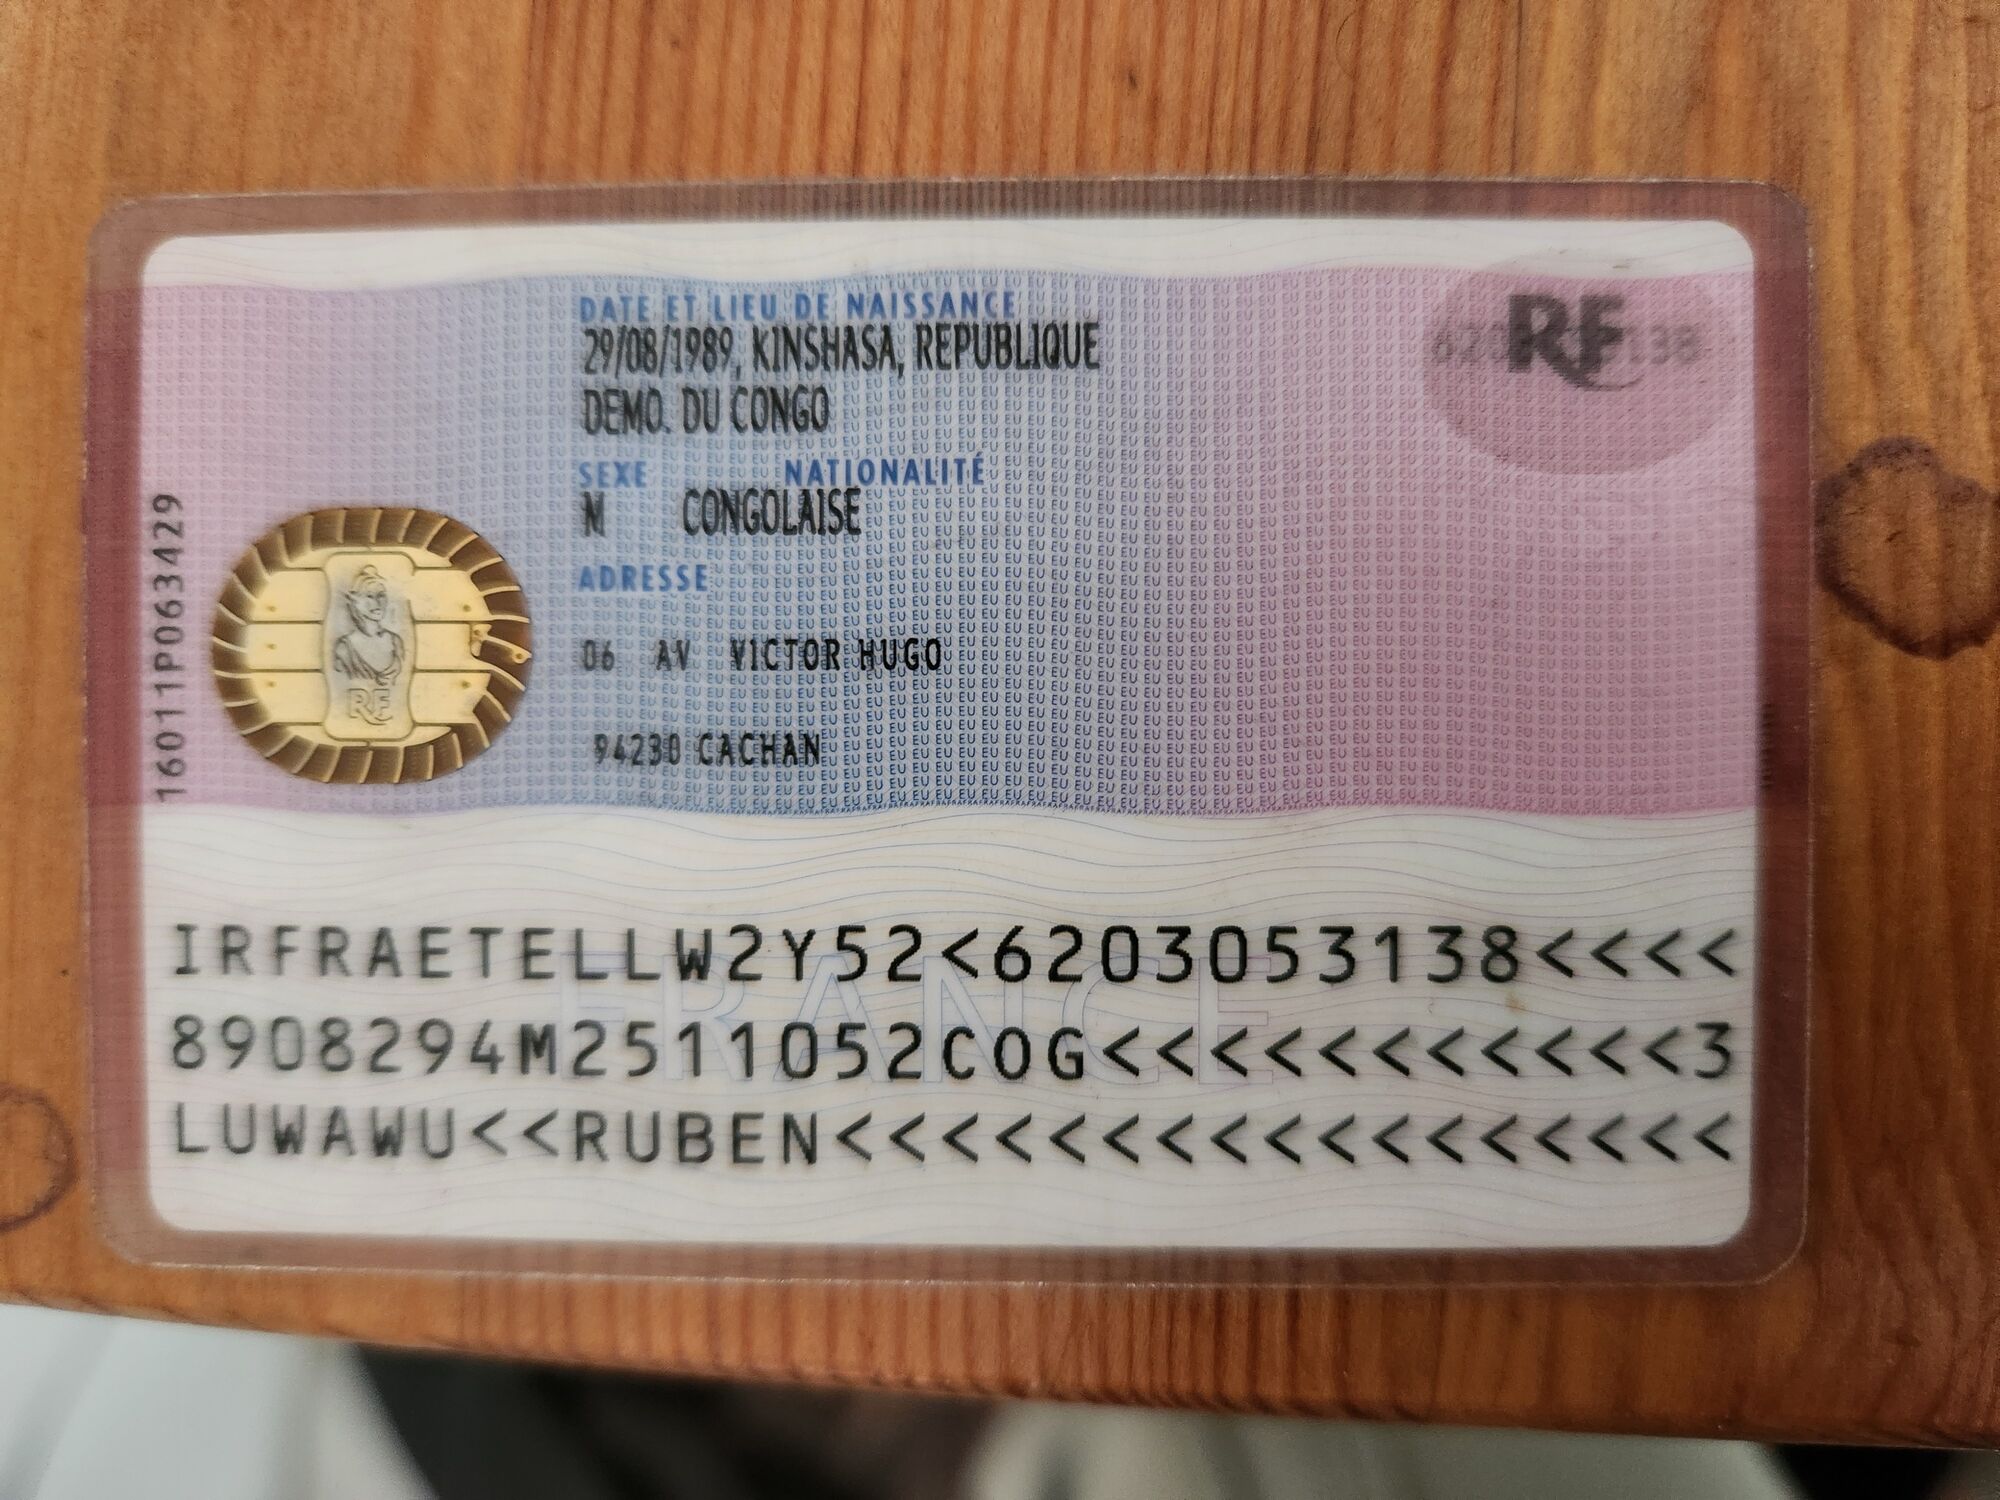 DATE ET LIEU DE NAISSANCE
29/08/1989, KINSHASA, REPUBLIQUE
DEMO. DU CONGO
SEXE NATIONALITÉ
M CONGOLAISE
ADRESSE
06 AV VICTOR HUGO
94230 CACHAN
RF
16011P063429
RF
FRANCE
IRFRAETELLW2Y52<6203053138<<<<
8908294M2511052COG<<<<<<<<<<<3
LUWAWU<<RUBEN<<<<<<<<<<<<<<<<<